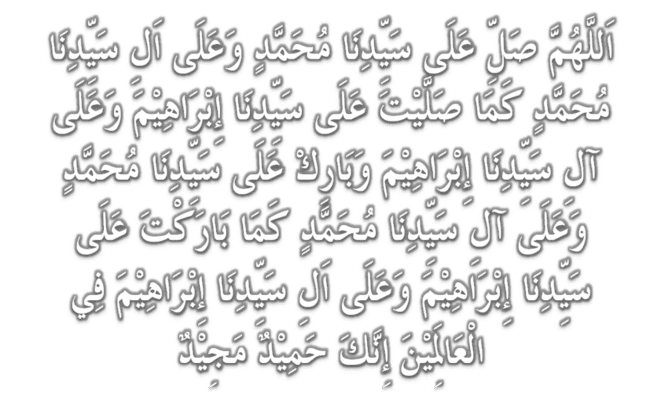 اَللَّهُمَّ صَلِّ عَلَى سَيِّدِنَا مُحَمَّدٍ وَعَلَى اَلِ سَيِّدِنَا
مُحَمَّدٍ كَمَا صَلَّيْتَ عَلَى سَيِّدِنَا إِبْرَاهِيْمَ وَعَلَى
آلِ سَيِّدِنَا إِبْرَاهِيْمَ وَبَارِكْ عَلَى سَيِّدِنَا مُحَمَّدٍ
وَعَلَى آلِ سَيِّدِنَا مُحَمَّدٍ كَمَا بَارَكْتَ عَلَى
سَيِّدِنَا إِبْرَاهِيْمَ وَعَلَى اَلِ سَيِّدِنَا إِبْرَاهِيْمَ فِي
الْعَالَمِيْنَ إِنَّكَ حَمِيْدٌ مَجِيْدٌ